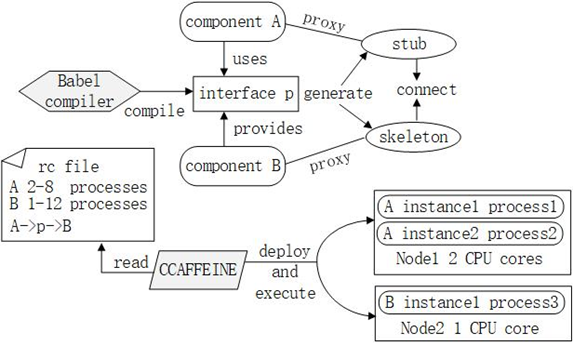 component A
proxy
stub
uses
Babel
compiler
compile
interface p
generate
connect
provides
component B
proxy
skeleton
rc file
A 2-8 processes
B 1-12 processes
A->p->B
read
CCAFFEINE
deploy
and
execute
A instance1 process1
A instance2 process2
Node1 2 CPU cores
B instance1 process3
Node2 1 CPU core